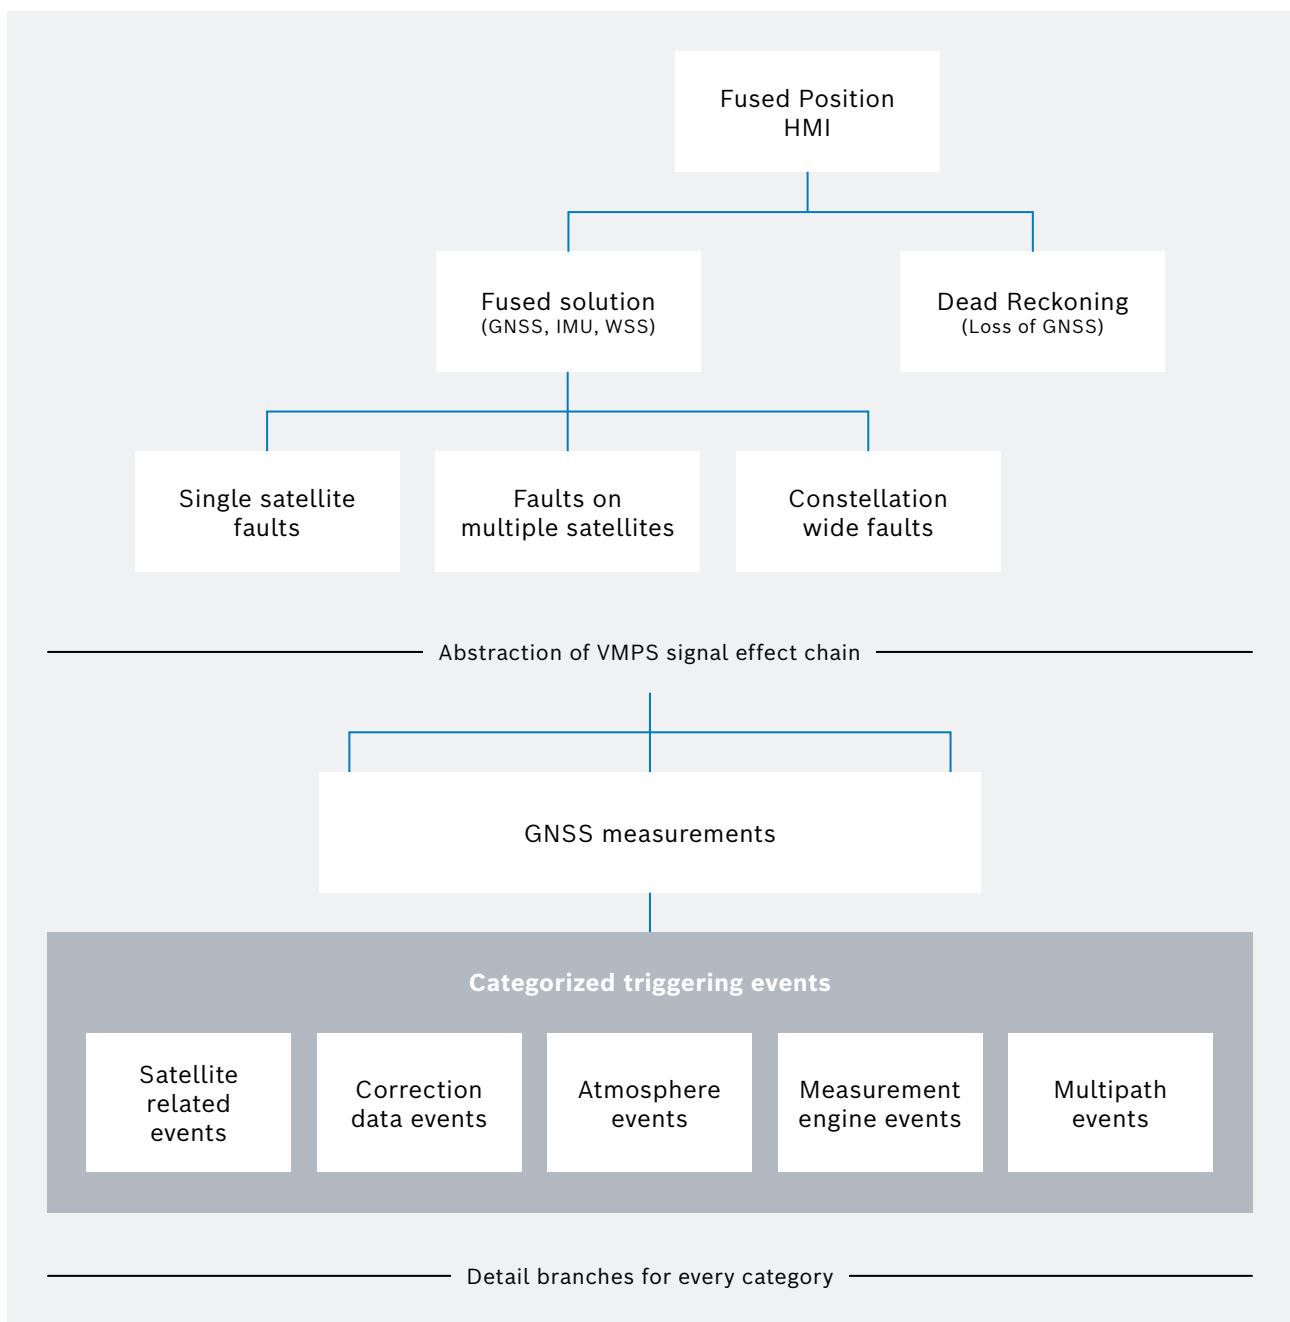 Fused Position
HMI
Fused solution
(GNSS, IMU, WSS)
Dead Reckoning
(Loss of GNSS)
Single satellite
faults
Faults on
multiple satellites
Constellation
wide faults
Abstraction of VMPS signal effect chain
GNSS measurements
Categorized triggering events
Satellite
related
events
Correction
data events
Atmosphere
events
Measurement
engine events
Multipath
events
Detail branches for every category